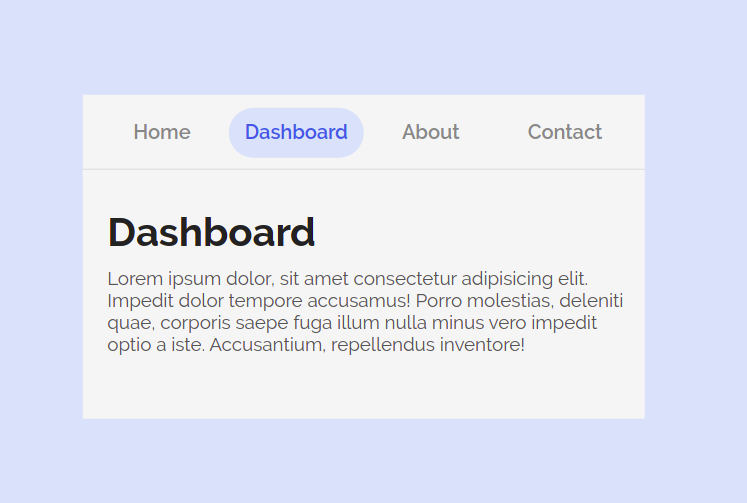 Home Dashboard About Contact
Dashboard
Lorem ipsum dolor, sit amet consectetur adipisicing elit.
Impedit dolor tempore accusamus! Porro molestias, deleniti
quae, corporis saepe fuga illum nulla minus vero impedit
optio a iste. Accusantium, repellendus inventore!